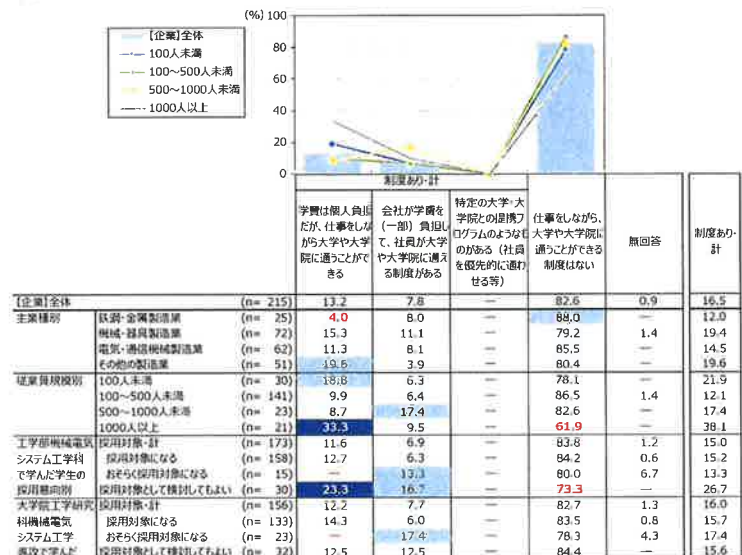 (%) 100
80
60
40
20
0
【企業】全体
100人未満
100～500人未満
500～1000人未満
1000人以上
制度あり・計
学費は個人負担だが、仕事をしながら大学や大学院に通うことができる
会社が学費を（一部）負担して、社員が大学や大学院に通える制度がある
特定の大学・大学院との提携プログラムのようなものがある（社員を優先的に通わせる等）
仕事をしながら、大学や大学院に通うことができる制度はない
無回答
制度あり・計
【企業】全体 (n= 215) 13.2 7.8 — 82.6 0.9 16.5
主業種別 鉄鋼・金属製造業 (n= 25) 4.0 8.0 — 88.0 — 12.0
機械・器具製造業 (n= 72) 15.3 11.1 — 79.2 1.4 19.4
電気・通信機械製造業 (n= 62) 11.3 8.1 — 85.5 — 14.5
その他の製造業 (n= 51) 19.6 3.9 — 80.4 — 19.6
従業員規模別 100人未満 (n= 30) 18.8 6.3 — 78.1 — 21.9
100～500人未満 (n= 141) 9.9 6.4 — 86.5 1.4 12.1
500～1000人未満 (n= 23) 8.7 17.4 — 82.6 — 17.4
1000人以上 (n= 21) 33.3 9.5 — 61.9 — 38.1
工学部機械電気 採用対象・計 (n= 173) 11.6 6.9 — 83.8 1.2 15.0
システム工学科 採用対象になる (n= 158) 12.7 6.3 — 84.2 0.6 15.2
で学んだ学生の おそらく採用対象になる (n= 15) — 13.3 — 80.0 6.7 13.3
採用意向別 採用対象として検討してもよい (n= 30) 23.3 16.7 — 73.3 — 26.7
大学院工学研究 採用対象・計 (n= 156) 12.2 7.7 — 82.7 1.3 16.0
科機械電気 採用対象になる (n= 133) 14.3 6.0 — 83.5 0.8 15.7
システム工学 おそらく採用対象になる (n= 23) — 17.4 — 78.3 4.3 17.4
専攻で学んだ 採用対象として検討してもよい (n= 32) 12.5 12.5 — 84.4 — 15.6